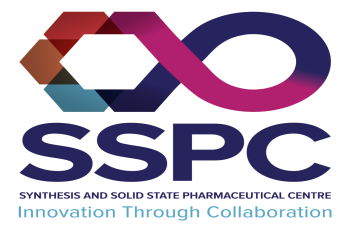 SSPC
SYNTHESIS AND SOLID STATE PHARMACEUTICAL CENTRE
Innovation Through Collaboration